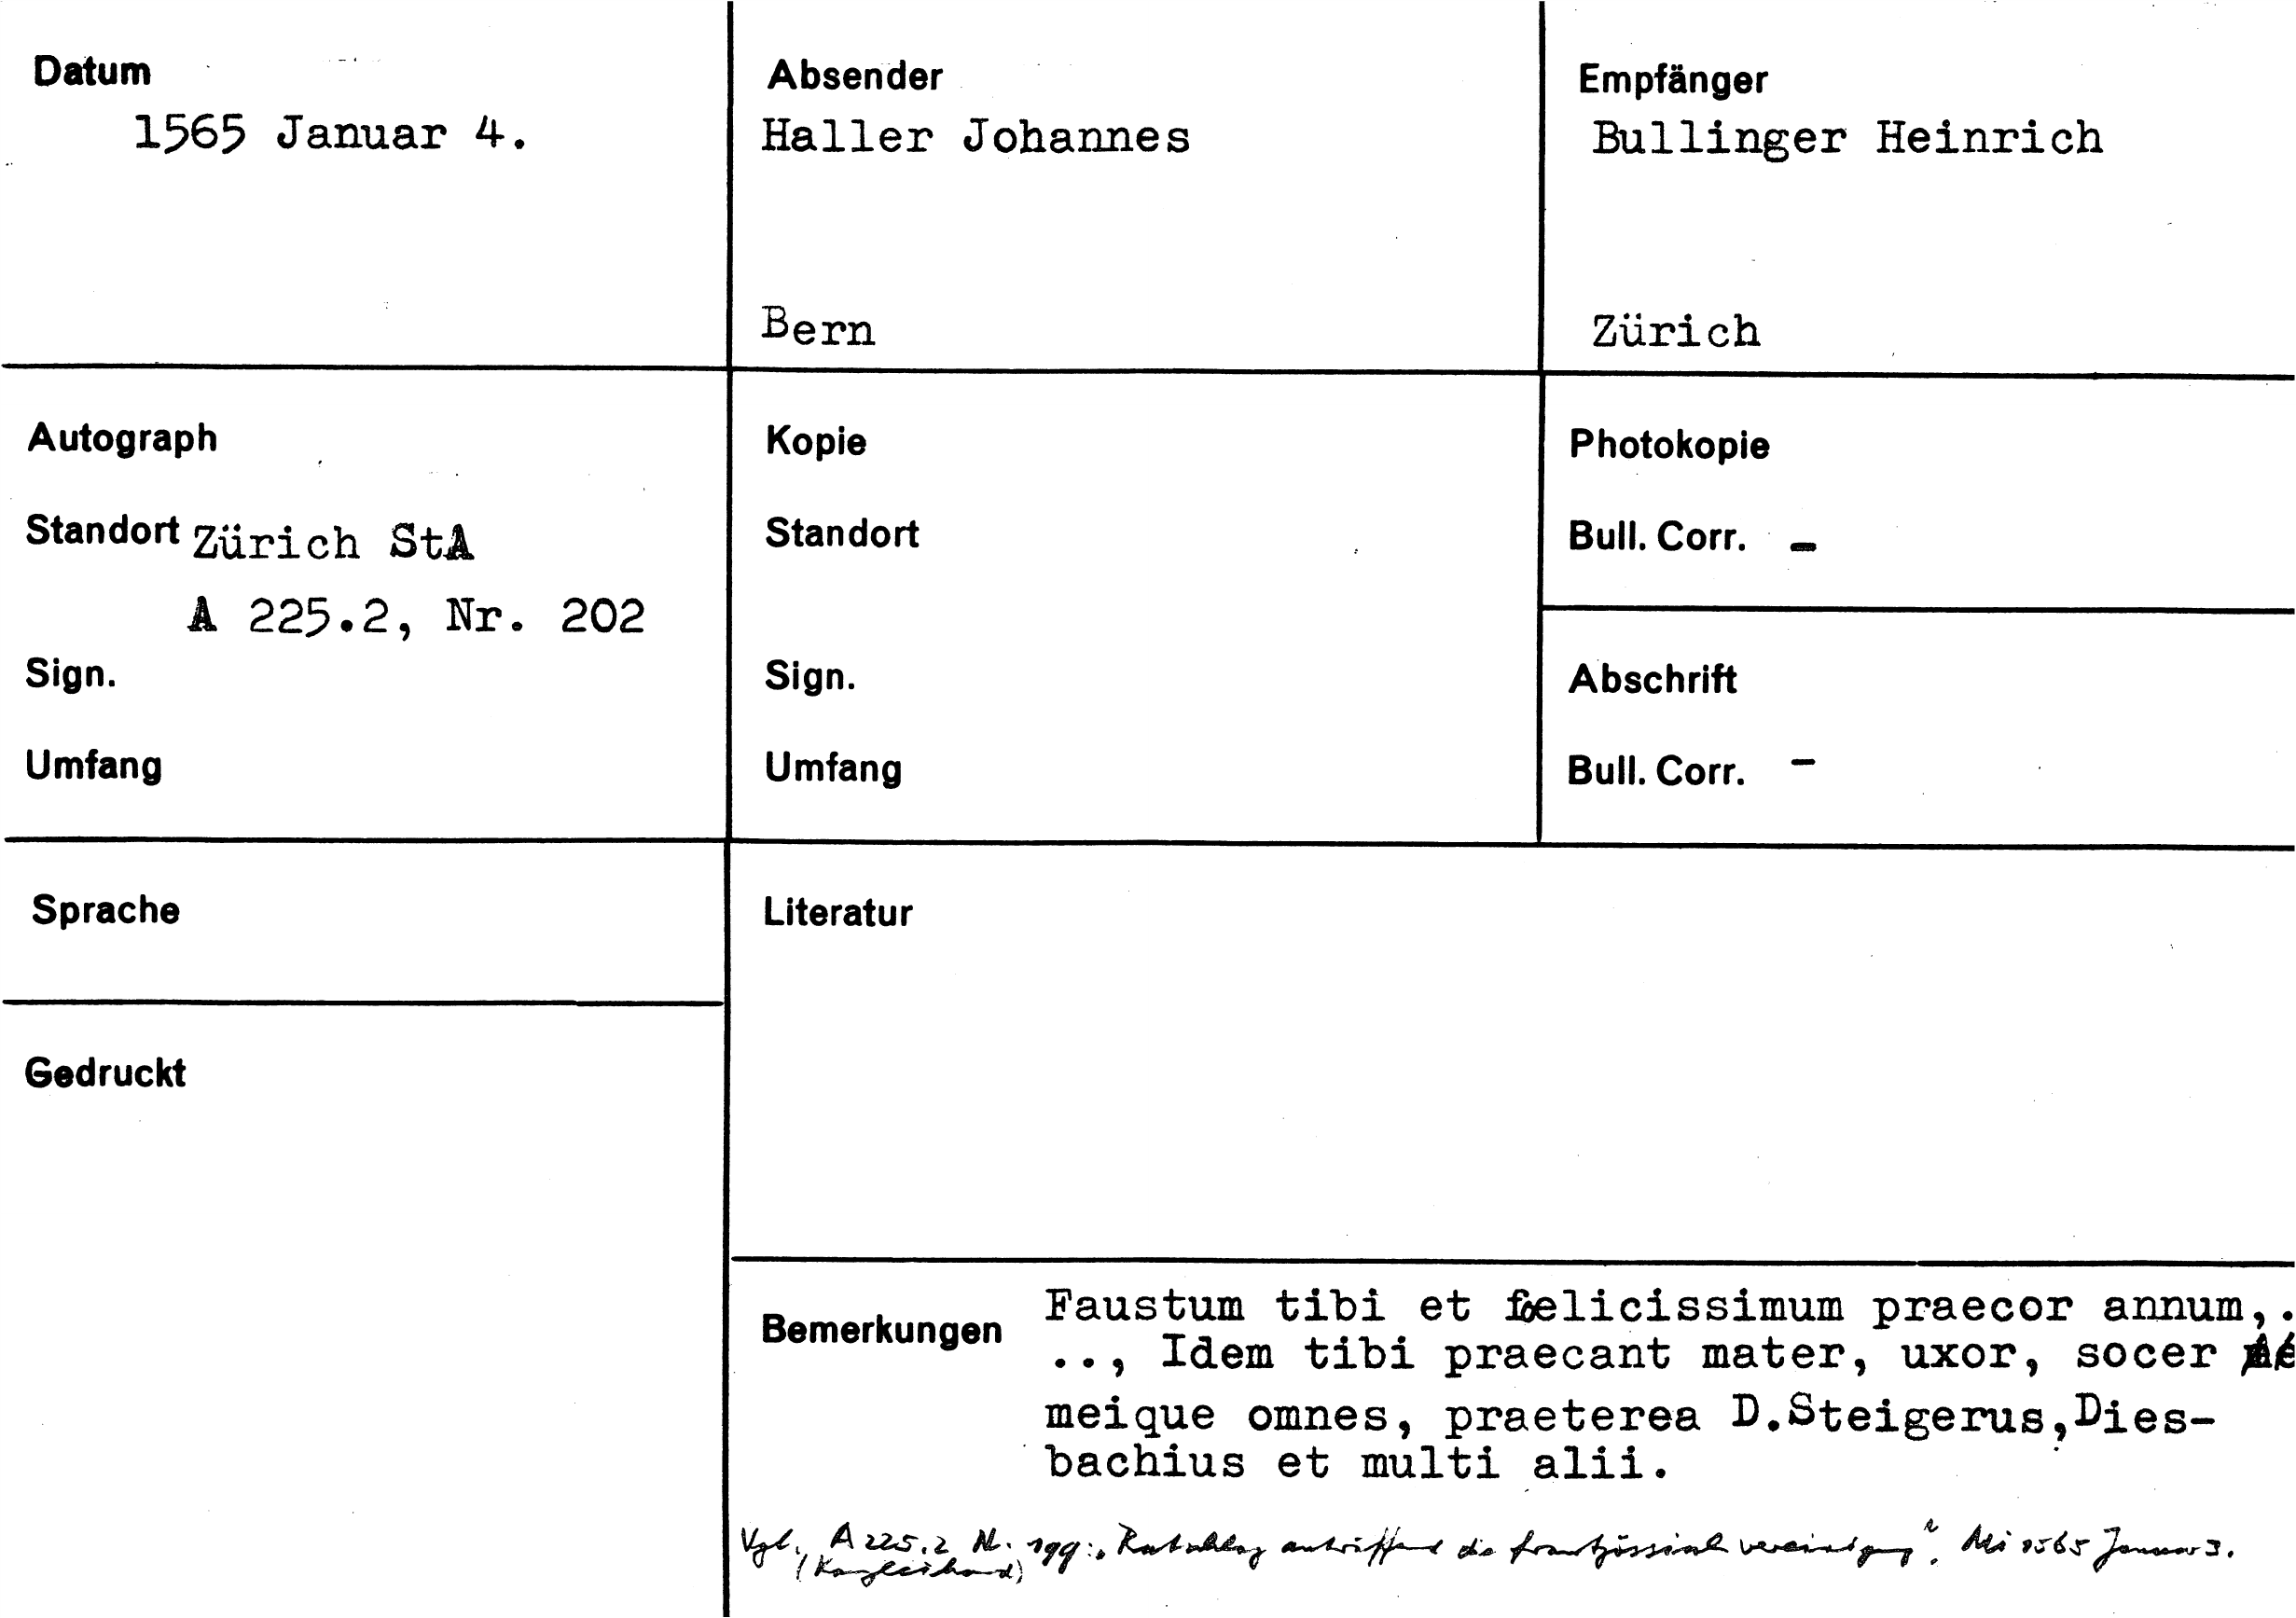 Datum
1565 Januar 4.
Absender
Haller Johannes
Bern
Empfänger
Bullinger Heinrich
Zürich
Autograph
Standort Zürich StA
A 225.2, Nr. 202
Sign.
Umfang
Kopie
Standort
Sign.
Umfang
Photokopie
Bull. Corr. -
Abschrift
Bull. Corr. -
Sprache
Gedruckt
Literatur
Bemerkungen
Faustum tibi et foelicissimum praecor annum,.
.., Idem tibi praecant mater, uxor, socer
meique omnes, praeterea D.Steigerus,Dies-
bachius et multi alii.
Vgl. A 225.2 Nr. 199: „Ratschlag anträffend die frantzössisch vereinigung". Mi 1565 Januar 3.
(Kanzleihand)